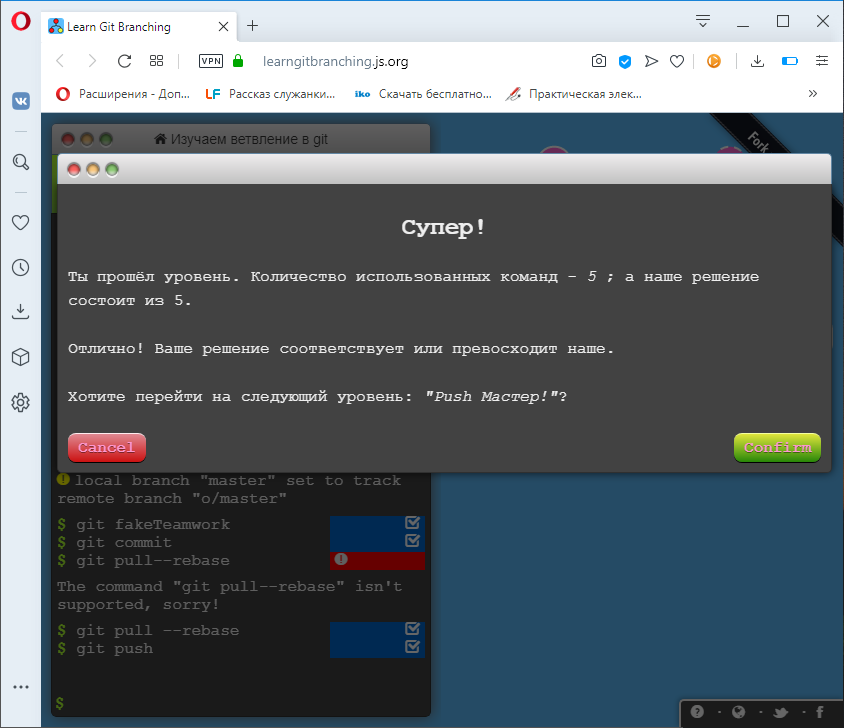 Learn Git Branching
VPN
learngitbranching.js.org
Расширения - Доп...
LF Рассказ служанки...
iko Скачать бесплатно...
Практическая элек...
Изучаем ветвление в git
Fork
Супер!
Ты прошёл уровень. Количество использованных команд - 5 ; а наше решение
состоит из 5.
Отлично! Ваше решение соответствует или превосходит наше.
Хотите перейти на следующий уровень: "Push Мастер!"?
Cancel
Confirm
local branch "master" set to track
remote branch "o/master"
$ git fakeTeamwork
$ git commit
$ git pull--rebase
The command "git pull--rebase" isn't
supported, sorry!
$ git pull --rebase
$ git push
$